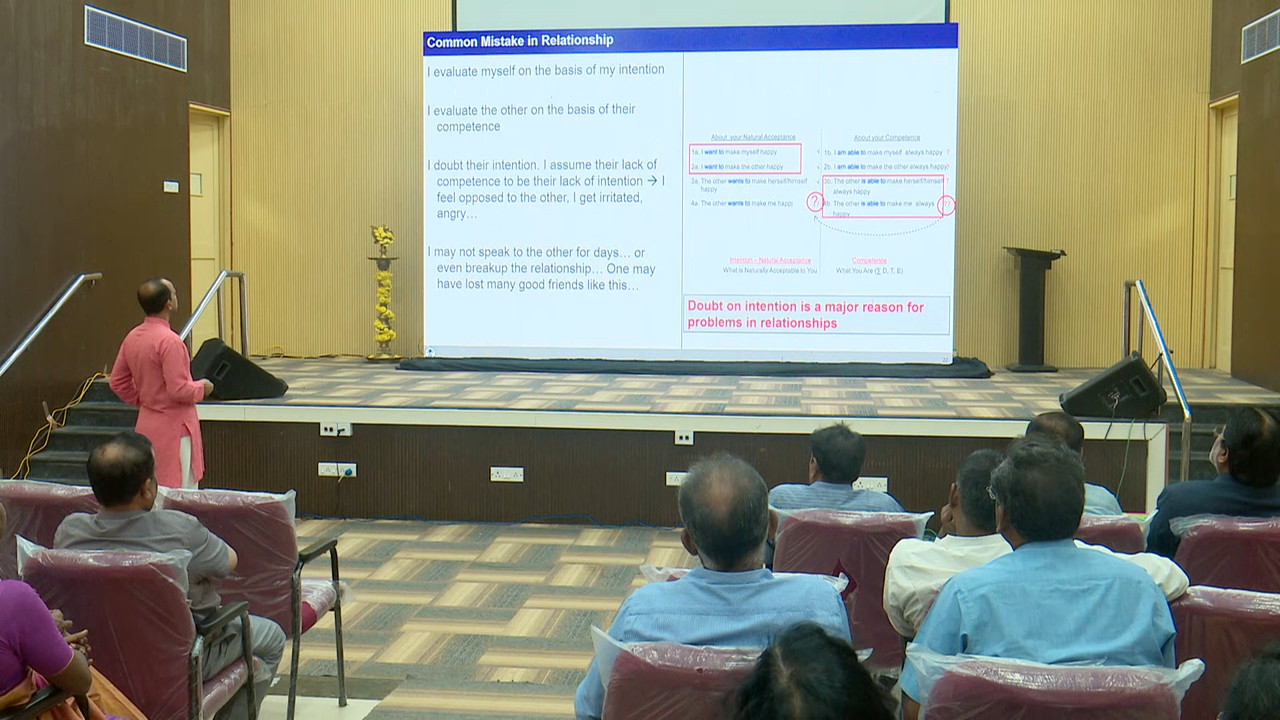 Common Mistake in Relationship
I evaluate myself on the basis of my intention
I evaluate the other on the basis of their
competence
I doubt their intention. I assume their lack of
competence to be their lack of intention → I
feel opposed to the other, I get irritated,
angry…
I may not speak to the other for days… or
even breakup the relationship… One may
have lost many good friends like this…
About your Natural Acceptance
1a. I want to make myself happy
2a. I want to make the other happy
3a. The other wants to make herself/himself
happy
4a. The other wants to make me happy
About your Competence
1b. I am able to make myself always happy ?
2b. I am able to make the other always happy?
3b. The other is able to make herself/himself ?
always happy
4b. The other is able to make me always ??
happy
?
Intention – Natural Acceptance
What is Naturally Acceptable to You
Competence
What You Are (∑ D, T, E)
Doubt on intention is a major reason for
problems in relationships